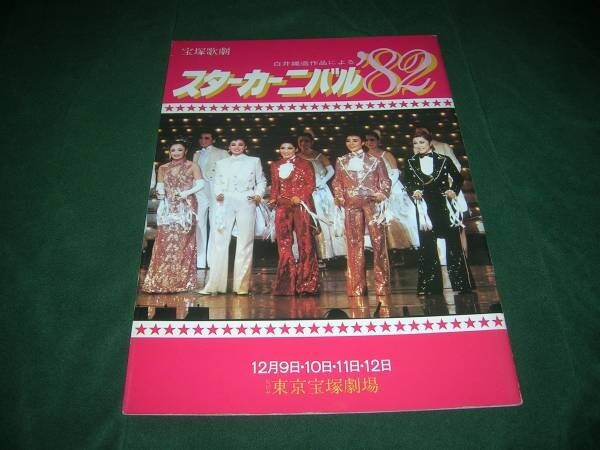 宝塚歌劇
白井鐵造作品による
スターカーニバル'82
12月9日・10日・11日・12日
東京宝塚劇場